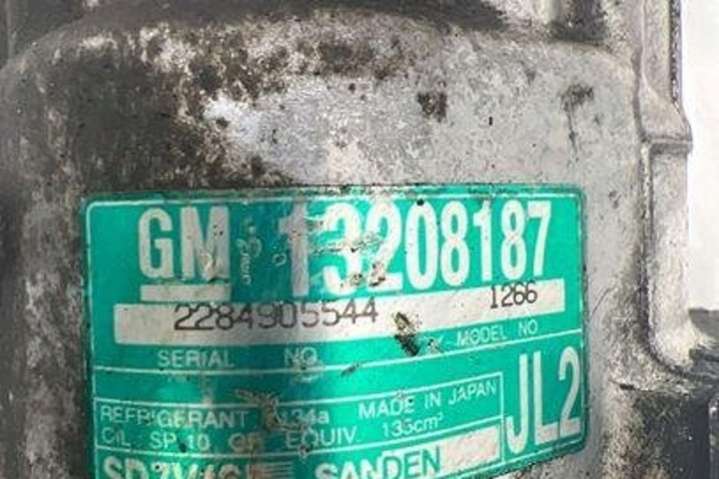 GM 13208187
2284905544 1266
SERIAL NO. MODEL NO
REFRIGERANT 134a MADE IN JAPAN
OIL SP.10 OR EQUIV. 135cm³
JL2
SANDEN